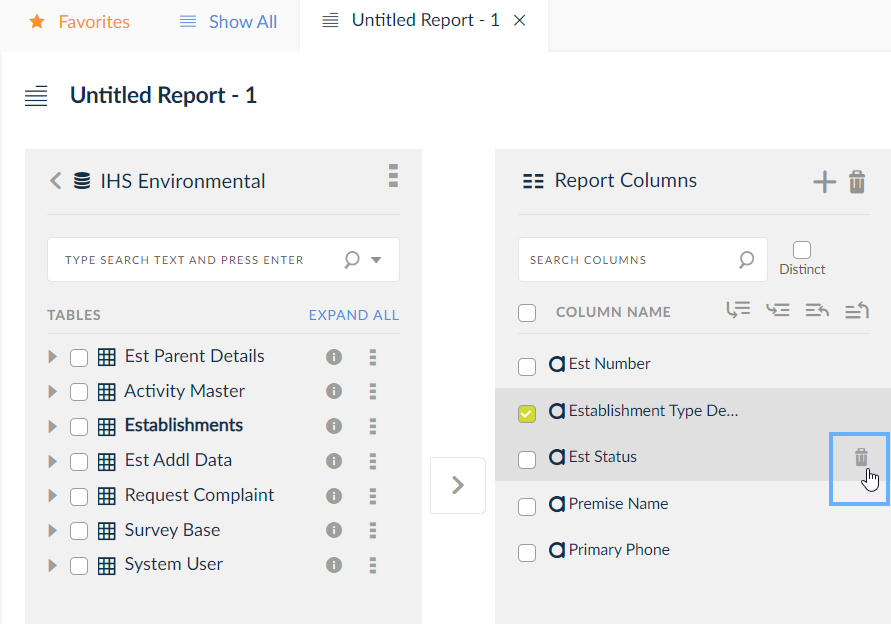 Favorites
Show All
Untitled Report - 1
Untitled Report - 1
IHS Environmental
TYPE SEARCH TEXT AND PRESS ENTER
TABLES
EXPAND ALL
Est Parent Details
Activity Master
Establishments
Est Addl Data
Request Complaint
Survey Base
System User
Report Columns
SEARCH COLUMNS
Distinct
COLUMN NAME
Est Number
Establishment Type De...
Est Status
Premise Name
Primary Phone